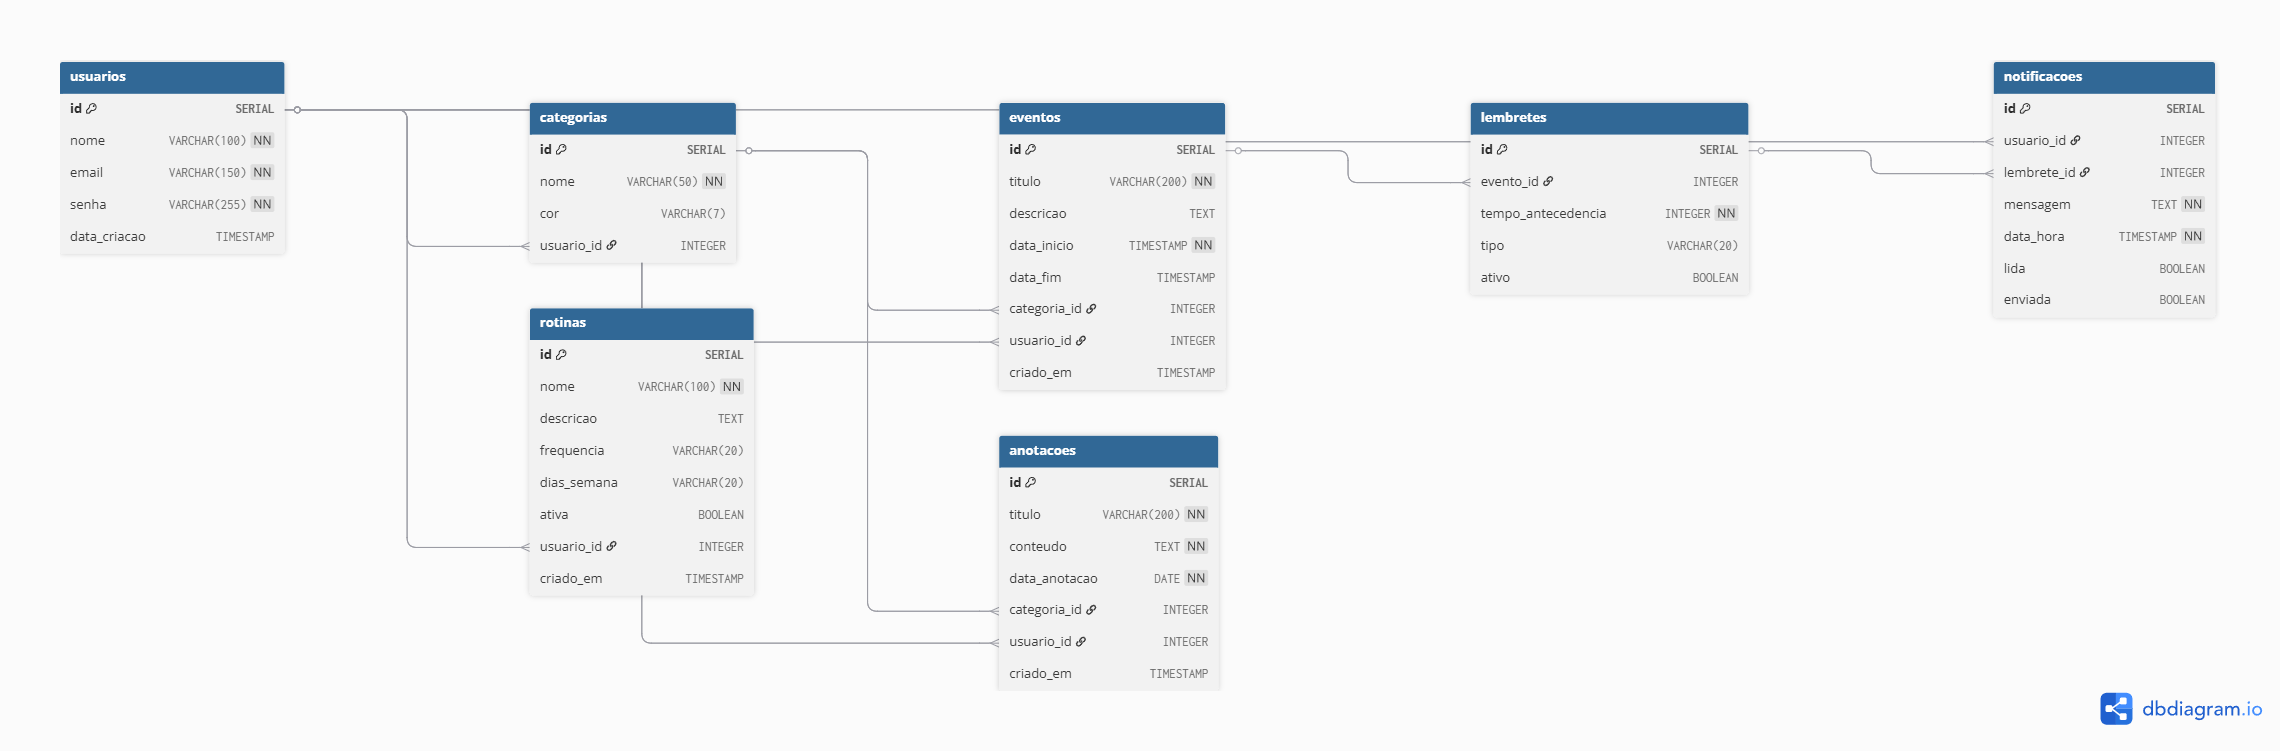 usuarios
id SERIAL
nome VARCHAR(100) NN
email VARCHAR(150) NN
senha VARCHAR(255) NN
data_criacao TIMESTAMP
categorias
id SERIAL
nome VARCHAR(50) NN
cor VARCHAR(7)
usuario_id INTEGER
rotinas
id SERIAL
nome VARCHAR(100) NN
descricao TEXT
frequencia VARCHAR(20)
dias_semana VARCHAR(20)
ativa BOOLEAN
usuario_id INTEGER
criado_em TIMESTAMP
eventos
id SERIAL
titulo VARCHAR(200) NN
descricao TEXT
data_inicio TIMESTAMP NN
data_fim TIMESTAMP
categoria_id INTEGER
usuario_id INTEGER
criado_em TIMESTAMP
anotacoes
id SERIAL
titulo VARCHAR(200) NN
conteudo TEXT NN
data_anotacao DATE NN
categoria_id INTEGER
usuario_id INTEGER
criado_em TIMESTAMP
lembretes
id SERIAL
evento_id INTEGER
tempo_antecedencia INTEGER NN
tipo VARCHAR(20)
ativo BOOLEAN
notificacoes
id SERIAL
usuario_id INTEGER
lembrete_id INTEGER
mensagem TEXT NN
data_hora TIMESTAMP NN
lida BOOLEAN
enviada BOOLEAN
dbdiagram.io